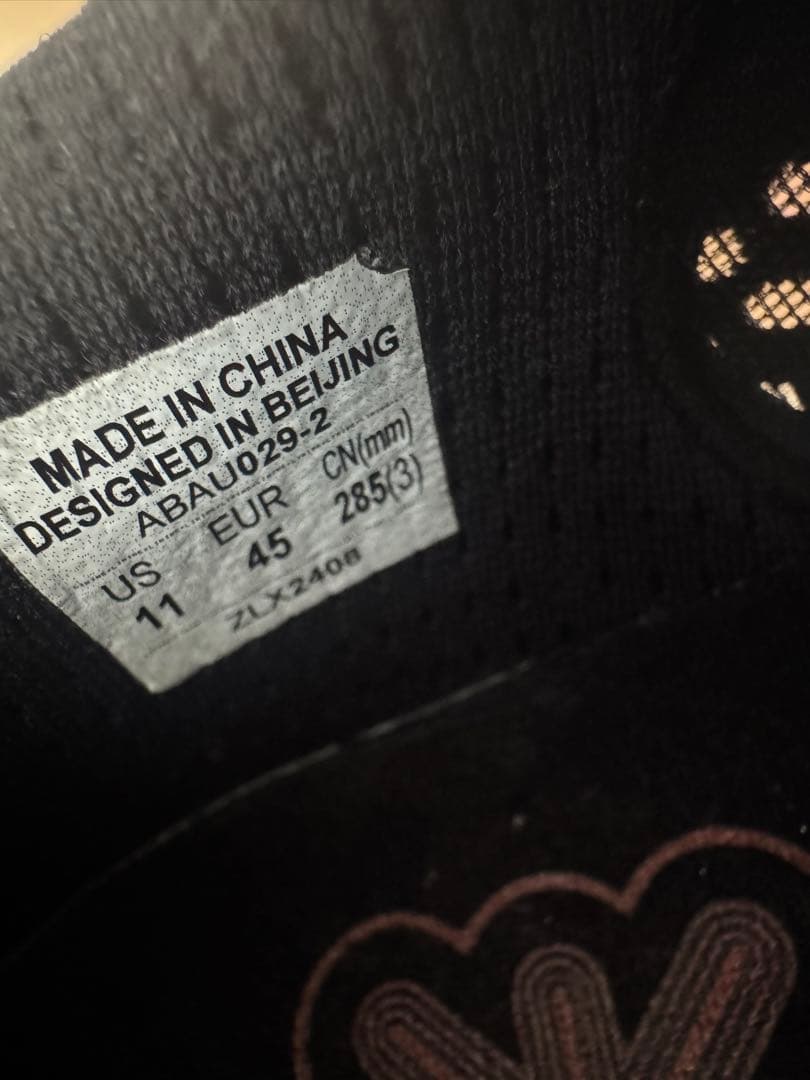 MADE IN CHINA
DESIGNED IN BEIJING
ABAU029-2
US EUR CN(mm)
11 45 285(3)
ZLX2408